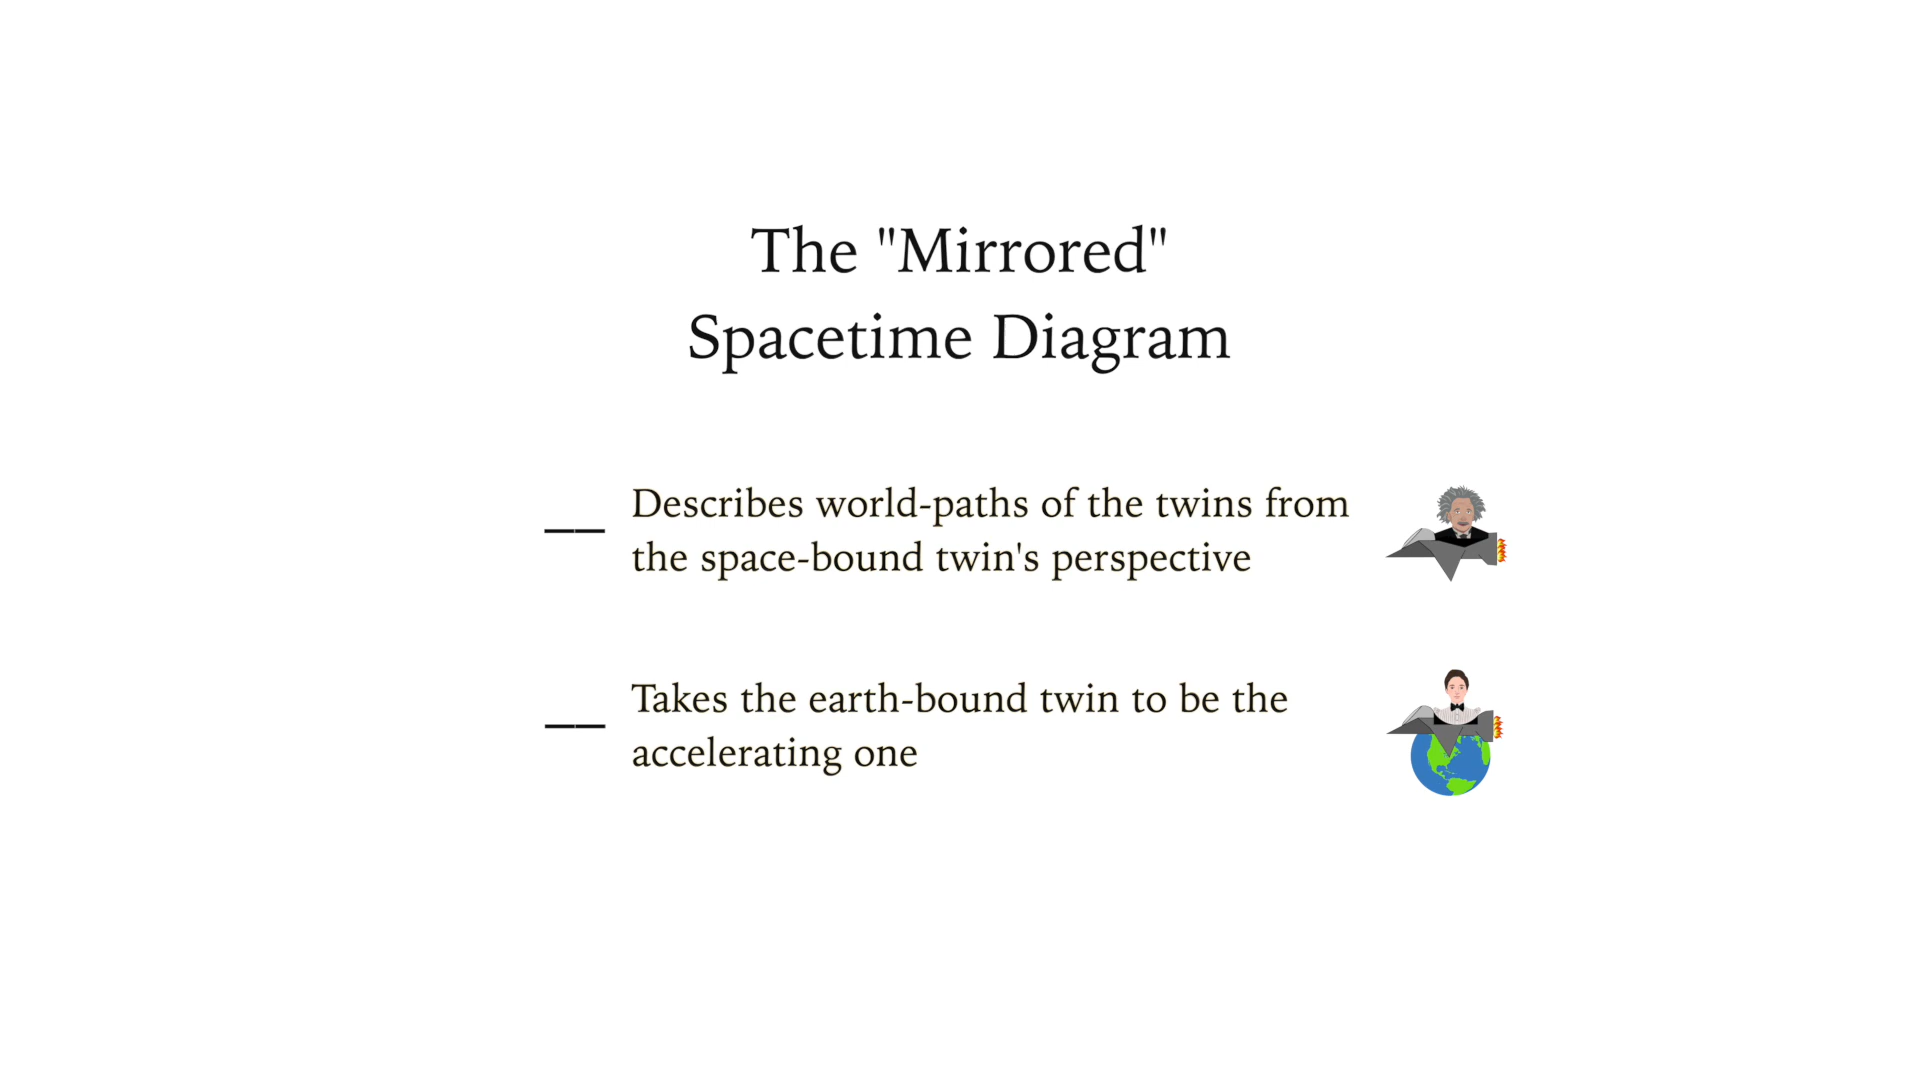 The "Mirrored"
Spacetime Diagram
__ Describes world-paths of the twins from
the space-bound twin's perspective
__ Takes the earth-bound twin to be the
accelerating one